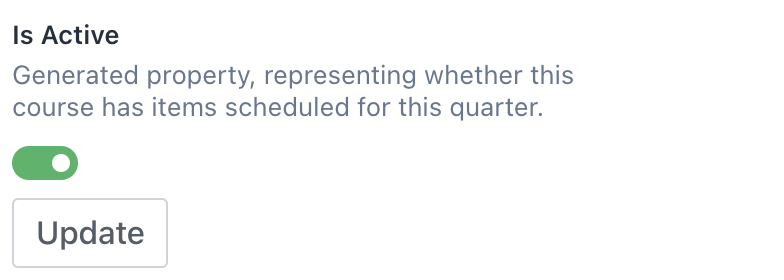 Is Active
Generated property, representing whether this
course has items scheduled for this quarter.
Update